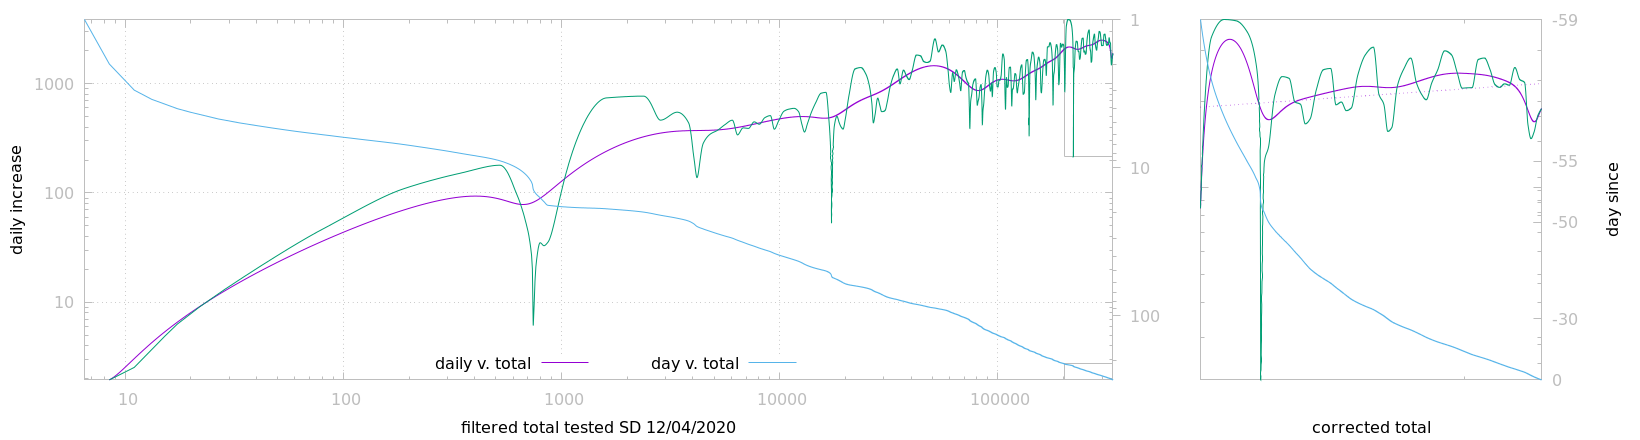 1
-59
1000
daily increase
10
-55
day since
100
-50
10
100
-30
daily v. total
day v. total
0
10
100
1000
10000
100000
filtered total tested SD 12/04/2020
corrected total